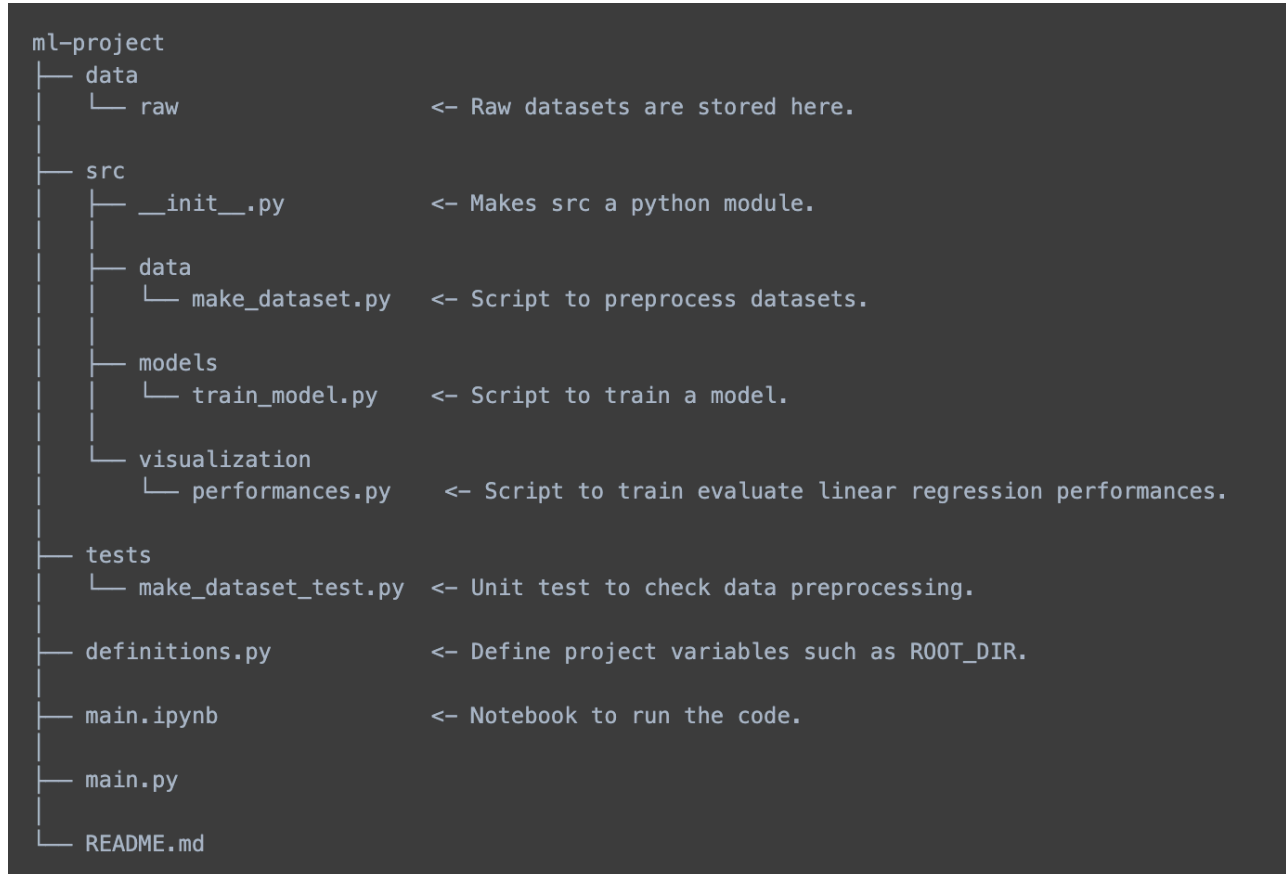 ml-project
├── data
│   └── raw                   <- Raw datasets are stored here.
│
├── src
│   ├── __init__.py           <- Makes src a python module.
│   │
│   ├── data
│   │   └── make_dataset.py   <- Script to preprocess datasets.
│   │
│   ├── models
│   │   └── train_model.py    <- Script to train a model.
│   │
│   └── visualization
│       └── performances.py    <- Script to train evaluate linear regression performances.
│
├── tests
│   └── make_dataset_test.py  <- Unit test to check data preprocessing.
│
├── definitions.py            <- Define project variables such as ROOT_DIR.
│
├── main.ipynb                <- Notebook to run the code.
│
├── main.py
│
└── README.md